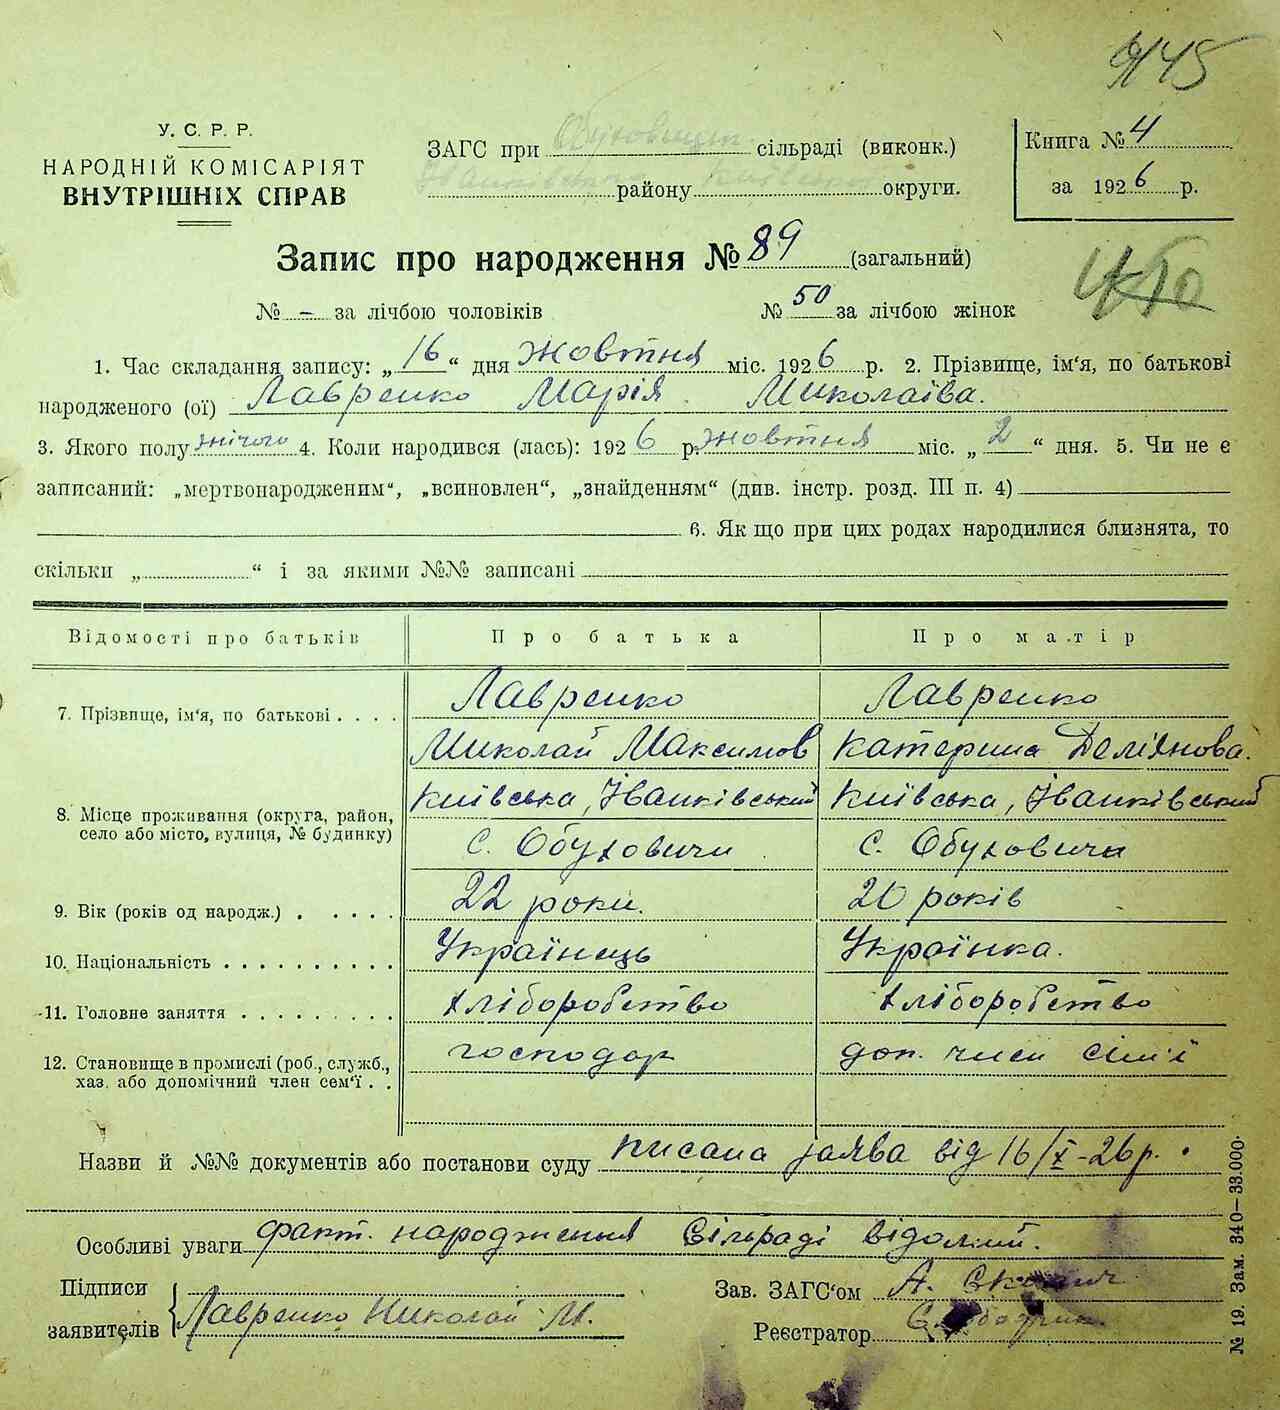 9145
У. С. Р. Р.
НАРОДНІЙ КОМІСАРІЯТ
ВНУТРІШНІХ СПРАВ
ЗАГС при Обуховицьк. сільраді (виконк.)
Іванківськ. району Київськ. округи.
Книга № 4
за 1926 р.
Запис про народження № 89 (загальний)
№ – за лічбою чоловіків № 50 за лічбою жінок
1. Час складання запису: „16“ дня жовтня міс. 1926 р. 2. Прізвище, ім'я, по батькові
народженого (ої) Лавренко Марія Миколаїва.
3. Якого полу жіночого 4. Коли народився (лась): 1926 р. жовтня міс. „2“ дня. 5. Чи не є
записаний: „мертвонародженим“, „всиновлен“, „знайденням“ (див. інстр. розд. III п. 4)
6. Як що при цих родах народилися близнята, то
скільки „ “ і за якими №№ записані
Відомості про батьків Про батька Про матір
7. Прізвище, ім'я, по батькові . . . . Лавренко Лавренко
Миколай Максимов Катерина Деміянова.
8. Місце проживання (округа, район, село або місто, вулиця, № будинку) Київська, Іванківський Київська, Іванківський
с. Обуховичи с. Обуховичи
9. Вік (років од народж.) . . . . . . 22 роки. 20 років
10. Національність . . . . . . . . . . Українець Українка.
11. Головне заняття . . . . . . . . . хліборобство хліборобство
12. Становище в промислі (роб., служб., господар доп. член сім'ї
хаз. або допомічний член сем'ї . .
Назви й №№ документів або постанови суду писана заява від 16/X-26 р.
Особливі уваги факт. народження Сільраді відомий.
Підписи
заявителів Лавренко Николай М.
Зав. ЗАГС'ом А.
Реєстратор
№ 19. Зам. 340—33.000.